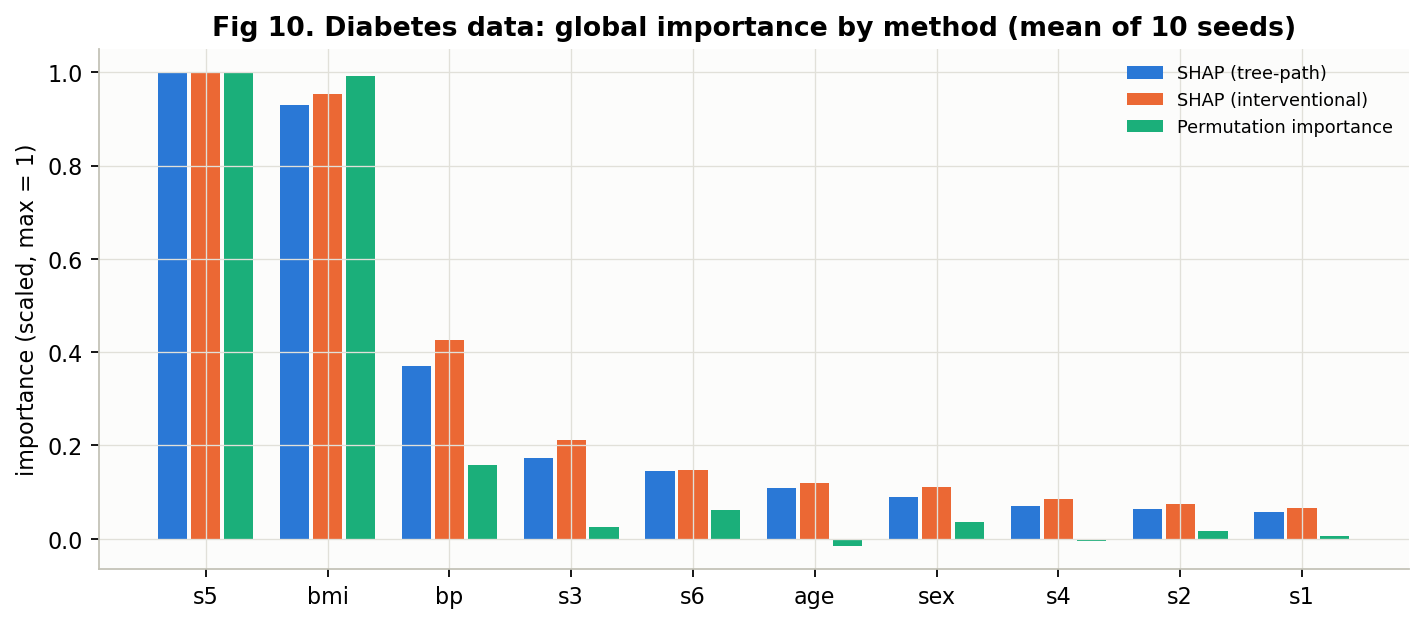 Fig 10. Diabetes data: global importance by method (mean of 10 seeds)
SHAP (tree-path)
SHAP (interventional)
Permutation importance
importance (scaled, max = 1)
1.0
0.8
0.6
0.4
0.2
0.0
s5 bmi bp s3 s6 age sex s4 s2 s1